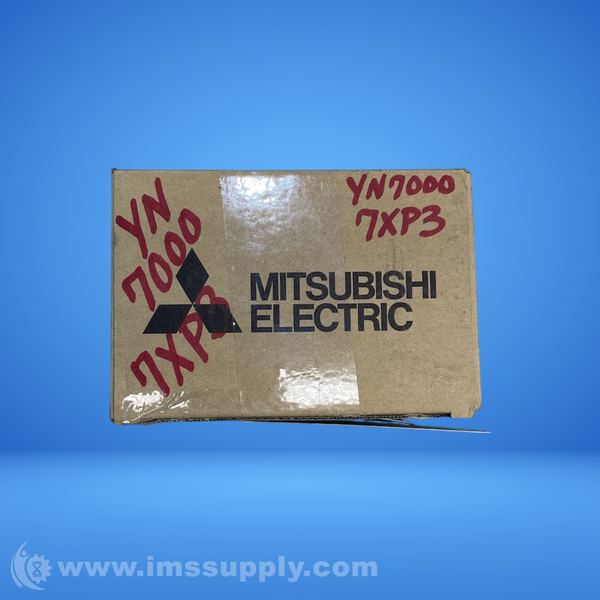 YN
7000
7XP3
YN7000
7XP3
MITSUBISHI
ELECTRIC
www.imssupply.com